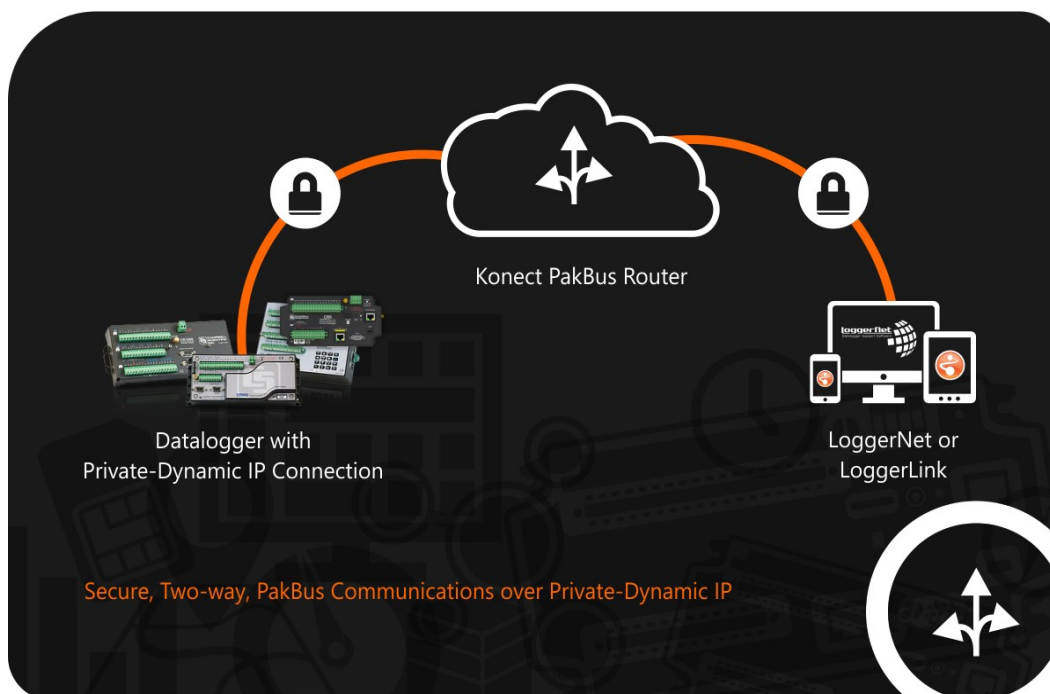 Konect PakBus Router
LoggerNet
Datalogger with
Private-Dynamic IP Connection
LoggerNet or
LoggerLink
Secure, Two-way, PakBus Communications over Private-Dynamic IP